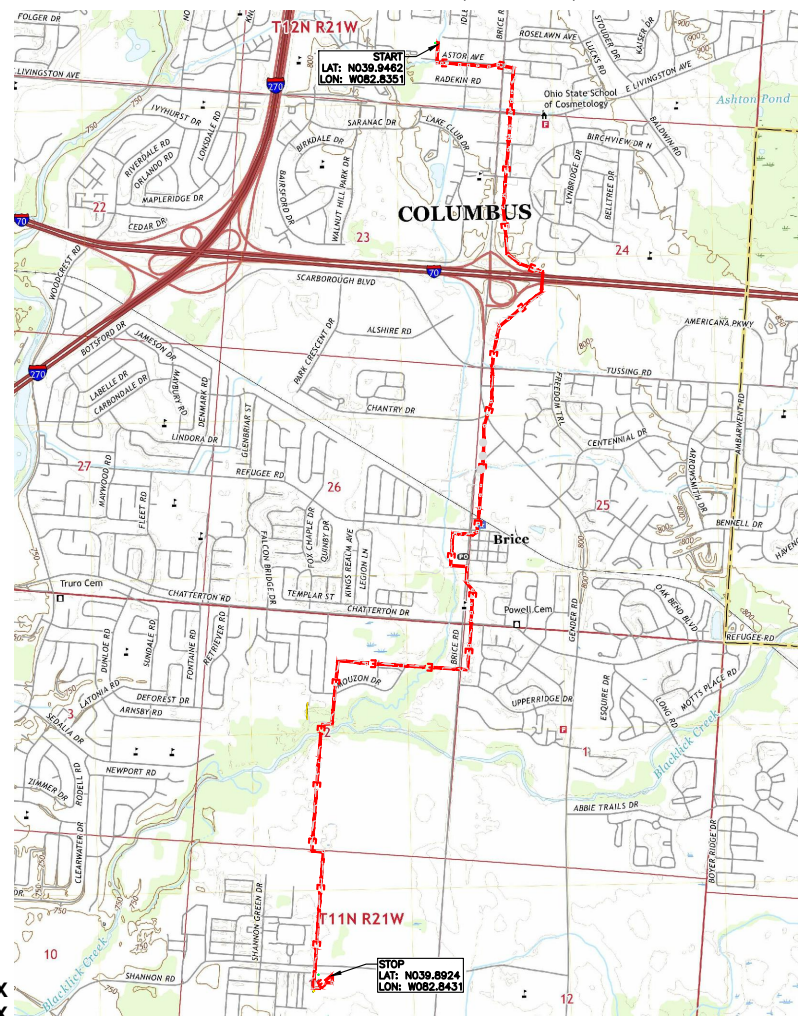 FOLGER DR
T12N R21W
BRICE R
ROSELAWN AVE
STOUDER DR
KAISER DR
LUCKS RD
START
LAT: N039.9462
LON: W082.8351
ASTOR AVE
RADEKIN RD
LIVINGSTON AVE
270
E LIVINGSTON AVE
Ohio State School
of Cosmetology
Ashton Pond
IVYHURST DR
LONSDALE RD
SARANAC DR
LAKE CLUB DR
BIRKDALE DR
BALDWIN RD
BIRCHVIEW DR N
RIVERDALE RD
ORLANDO RD
BAIRSFORD DR
WALNUT HILL PARK DR
LYNBRIDGE DR
BELLTREE DR
MAPLERIDGE DR
22
COLUMBUS
70
CEDAR DR
23
24
WOODCREST RD
70
SCARBOROUGH BLVD
BOTSFORD DR
JAMESON DR
ALSHIRE RD
AMERICANA PKWY
PARK CRESCENT DR
270
LABELLE DR
CARBONDALE DR
MAYBURY RD
DENMARK RD
TUSSING RD
FREEDOM TRL
AMBARWENT RD
GLENBRIAR ST
CHANTRY DR
LINDORA DR
CENTENNIAL DR
27
MAYWOOD RD
REFUGEE RD
ARROWSMITH DR
26
25
FLEET RD
FOX CHAPLE DR
QUINBY DR
BENNELL DR
FALCON BRIDGE DR
KINGS REALM AVE
LEGION LN
Brice
PO
Truro Cem
CHATTERTON RD
TEMPLAR ST
CHATTERTON DR
Powell Cem
GENDER RD
OAK BEND BLVD
REFUGEE RD
DUNLOE RD
SUNDALE RD
FONTAINE RD
RETRIEVER RD
BRICE RD
ROUZON DR
LATONIA RD
DEFOREST DR
ARNSBY RD
3
SEDALIA DR
UPPERRIDGE DR
ESQUIRE DR
LONG RD
MOTTS PLACE RD
2
1
Blacklick Creek
NEWPORT RD
ZIMMER DR
RODELL RD
ABBIE TRAILS DR
CLEARWATER DR
BOYER RIDGE DR
DR
SHANNON GREEN DR
T11N R21W
10
Blacklick Creek
SHANNON RD
STOP
LAT: N039.8924
LON: W082.8431
12
X
X